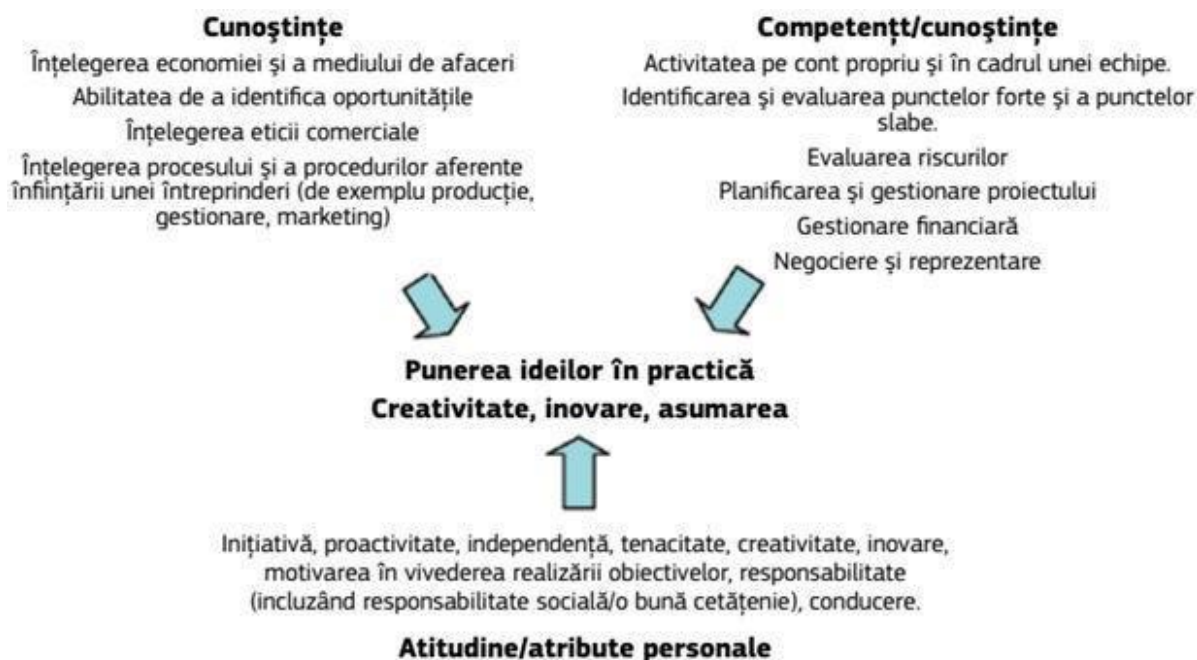 Cunoştinţe
Înţelegerea economiei şi a mediului de afaceri
Abilitatea de a identifica oportunităţile
Înţelegerea eticii comerciale
Înţelegerea procesului şi a procedurilor aferente
înfiinţării unei întreprinderi (de exemplu producţie,
gestionare, marketing)
Competentţ/cunoştinţe
Activitatea pe cont propriu şi în cadrul unei echipe.
Identificarea şi evaluarea punctelor forte şi a punctelor
slabe.
Evaluarea riscurilor
Planificarea şi gestionare proiectului
Gestionare financiară
Negociere şi reprezentare
Punerea ideilor în practică
Creativitate, inovare, asumarea
Iniţiativă, proactivitate, independenţă, tenacitate, creativitate, inovare,
motivarea în vivederea realizării obiectivelor, responsabilitate
(incluzând responsabilitate socială/o bună cetăţenie), conducere.
Atitudine/atribute personale